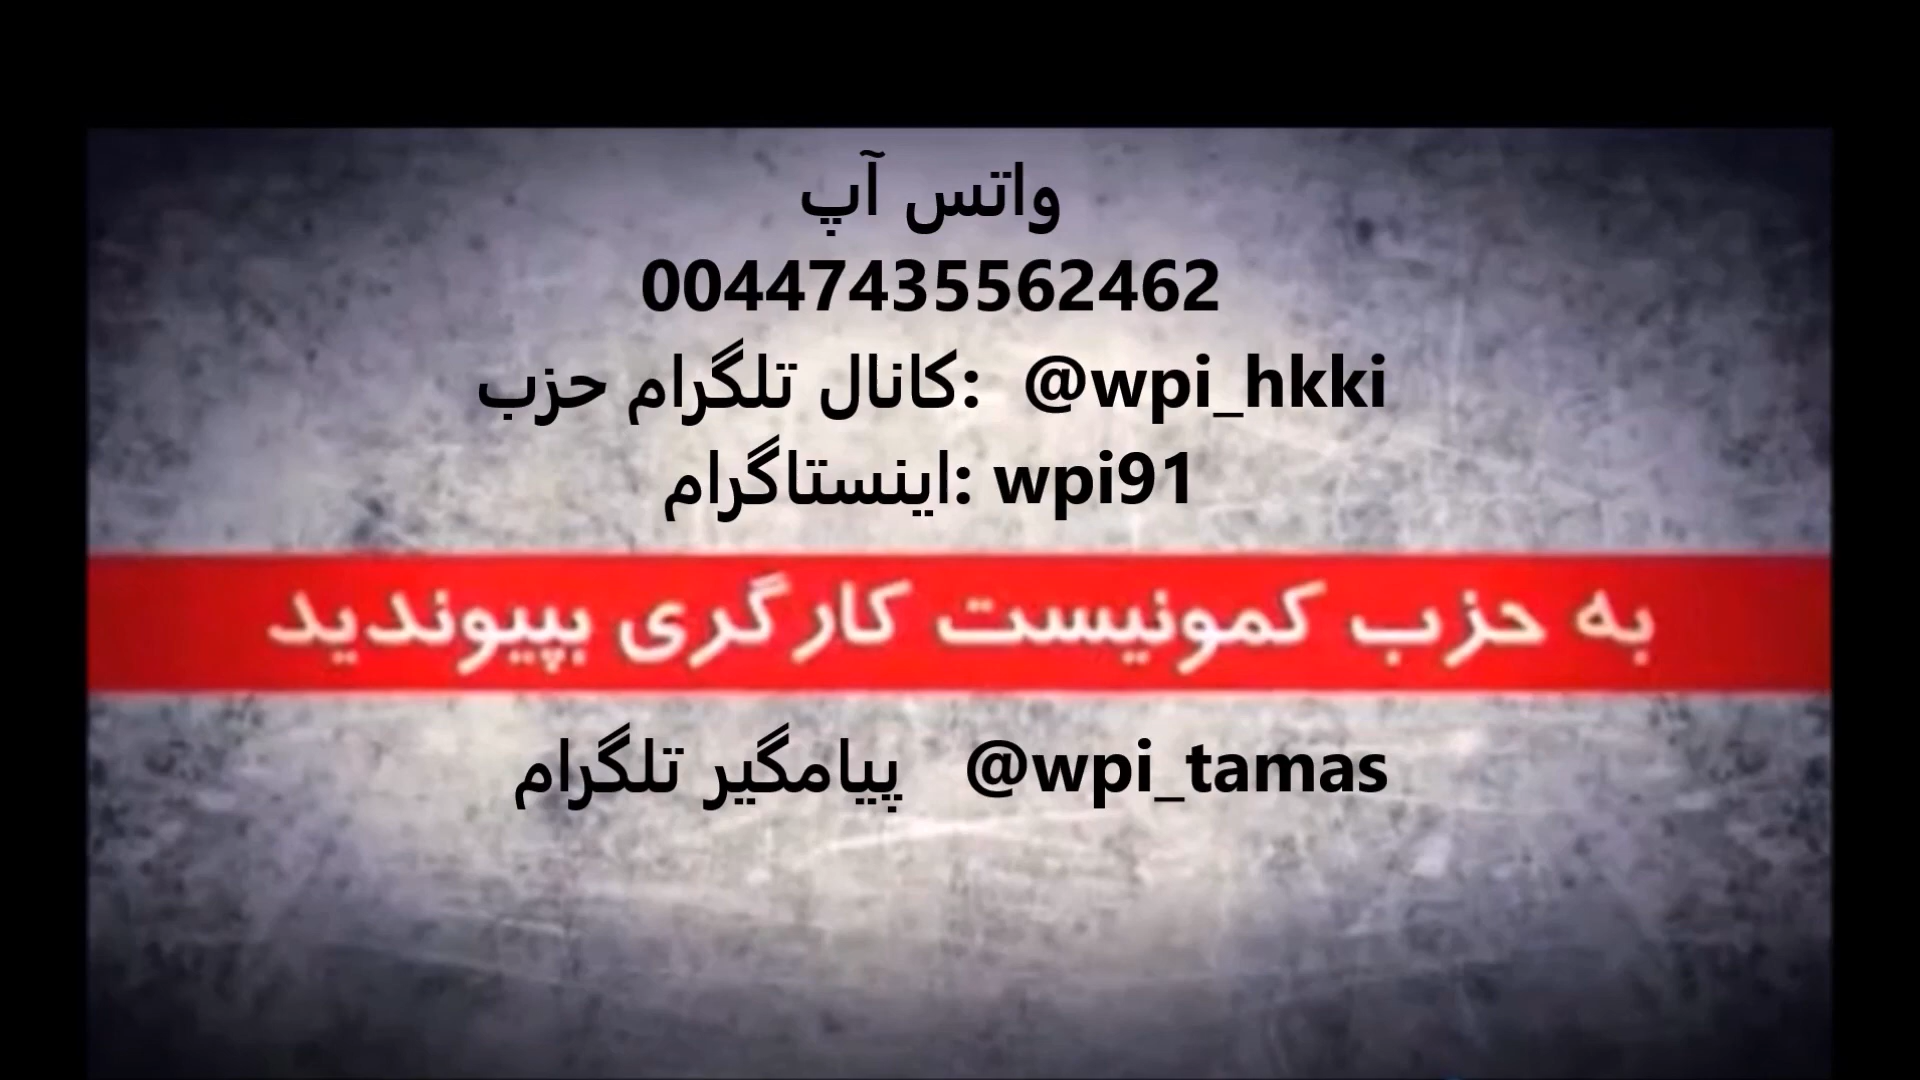 واتس آپ
00447435562462
کانال تلگرام حزب: @wpi_hkki
اینستاگرام: wpi91
به حزب کمونیست کارگری بپیوندید
پیامگیر تلگرام @wpi_tamas